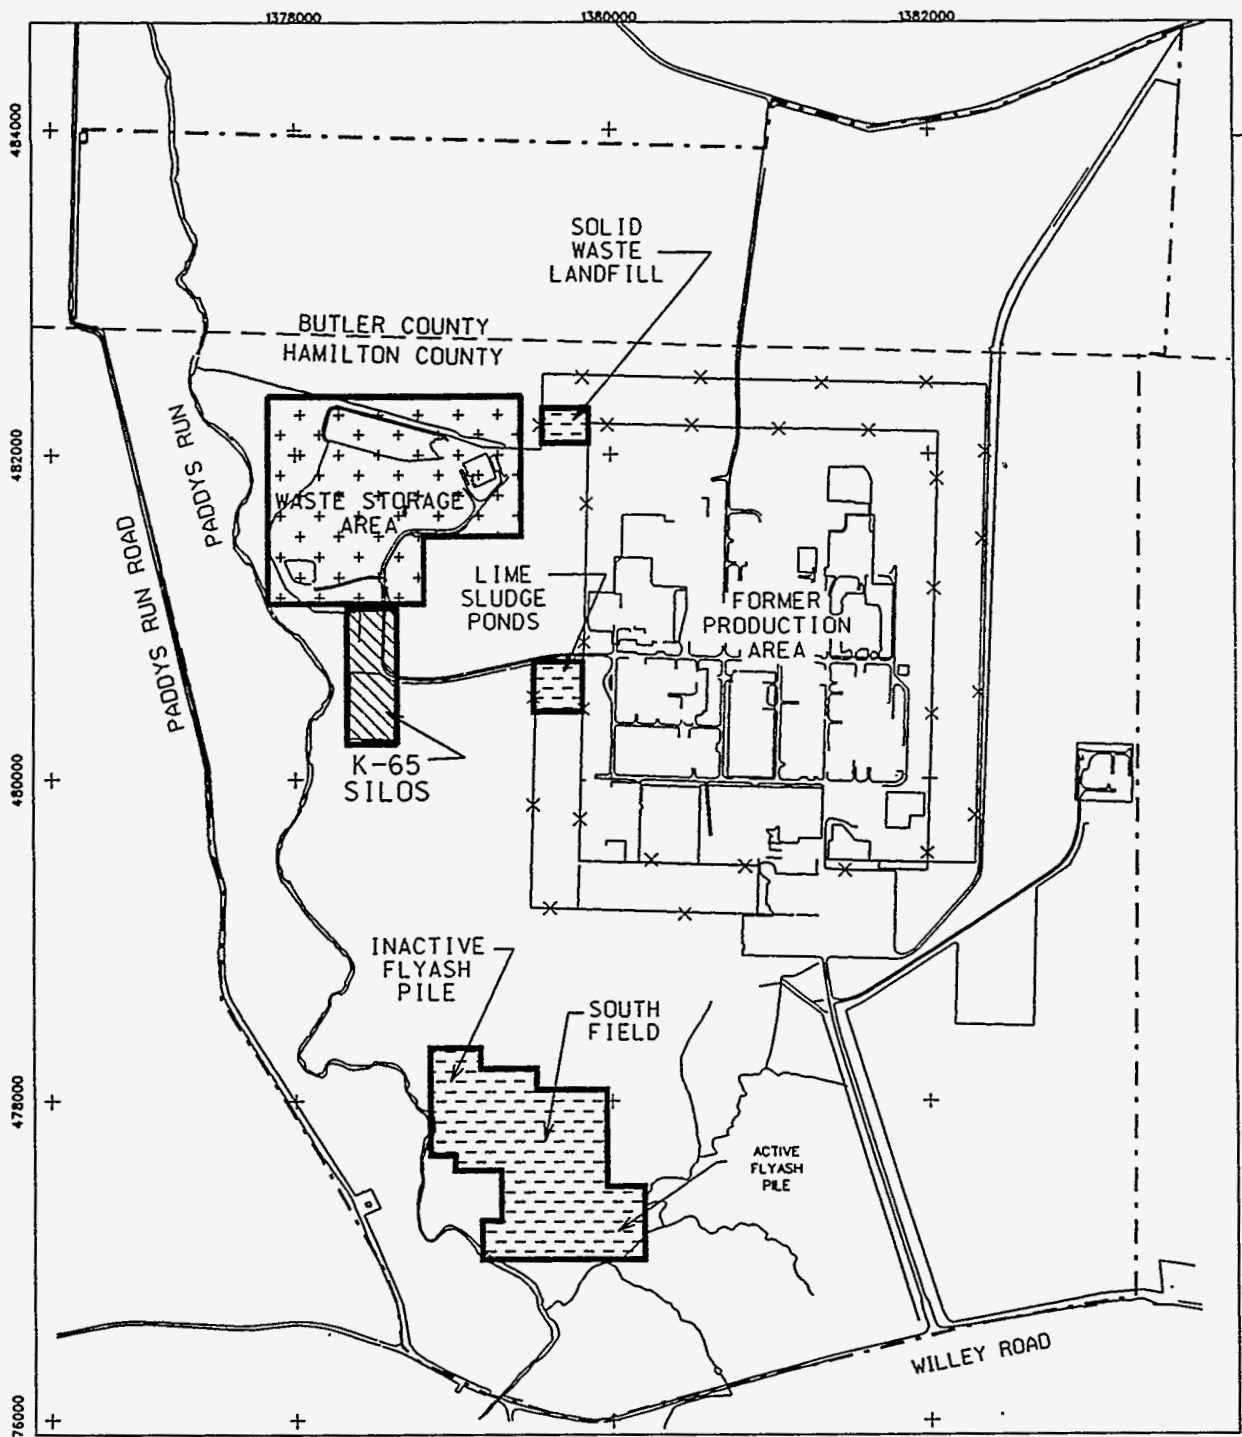 1378000
1380000
1382000
484000
SOLID
WASTE
LANDFILL
BUTLER COUNTY
HAMILTON COUNTY
PADDYS RUN
482000
WASTE STORAGE
AREA
PADDYS RUN ROAD
LIME
SLUDGE
PONDS
FORMER
PRODUCTION
AREA
K-65
SILOS
480000
INACTIVE
FLYASH
PILE
SOUTH
FIELD
478000
ACTIVE
FLYASH
PILE
WILLEY ROAD
76000